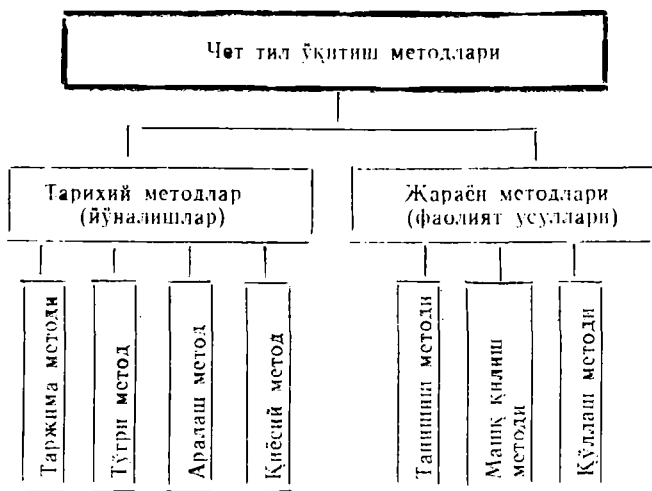 Чет тил ўқитиш методлари
Тарихий методлар
(йўналишлар)
Жараён методлари
(фаолият усуллари)
Таржима методи
Тўғри метод
Аралаш метод
Қиёсий метод
Танишиш методи
Машқ қилиш
методи
Қўллаш методи